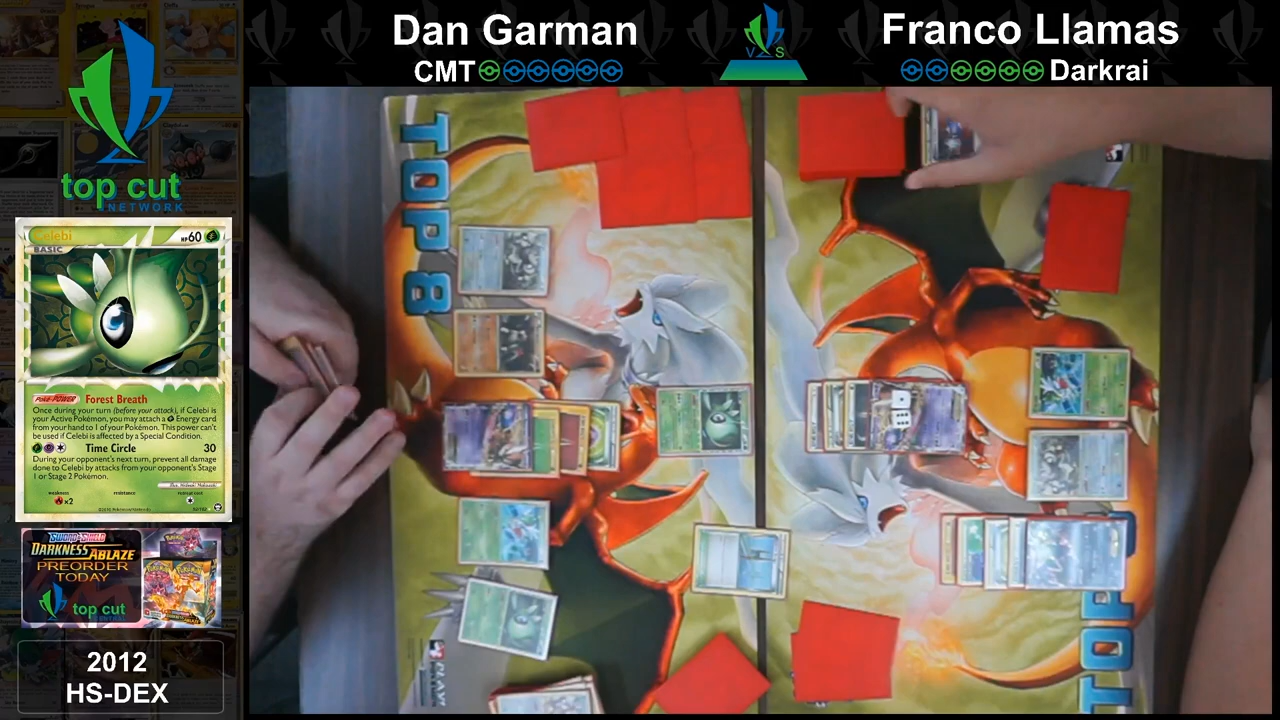 Dan Garman
CMT
V S
Franco Llamas
Darkrai
top cut
NETWORK
Celebi
HP60
BASIC
Poké-POWER Forest Breath
Once during your turn (before your attack), if Celebi is
your Active Pokémon, you may attach a Energy card
from your hand to 1 of your Pokémon. This power can't
be used if Celebi is affected by a Special Condition.
Time Circle 30
During your opponent's next turn, prevent all damage
done to Celebi by attacks from your opponent's Stage
1 or Stage 2 Pokémon.
weakness
resistance
retreat cost
x2
SWORD & SHIELD
DARKNESS ABLAZE
PREORDER
TODAY
top cut
CENTRAL
2012
HS-DEX
TOP 8
PLAY!
TOP